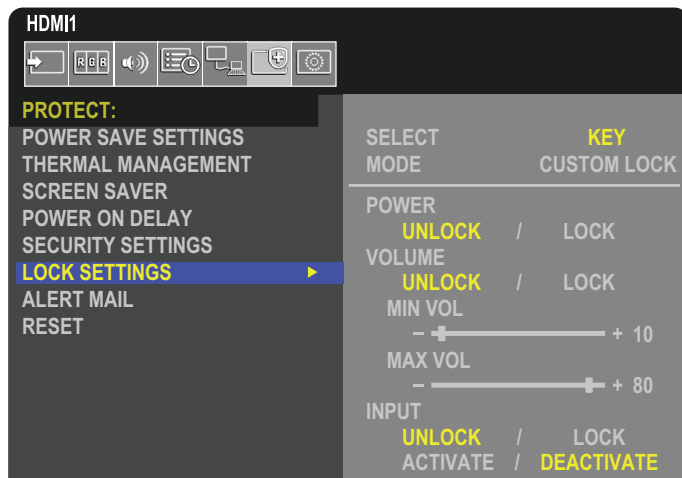 HDMI1
R G B
PROTECT:
POWER SAVE SETTINGS
THERMAL MANAGEMENT
SCREEN SAVER
POWER ON DELAY
SECURITY SETTINGS
LOCK SETTINGS
ALERT MAIL
RESET
SELECT KEY
MODE CUSTOM LOCK
POWER
UNLOCK / LOCK
VOLUME
UNLOCK / LOCK
MIN VOL
− + 10
MAX VOL
− + 80
INPUT
UNLOCK / LOCK
ACTIVATE / DEACTIVATE